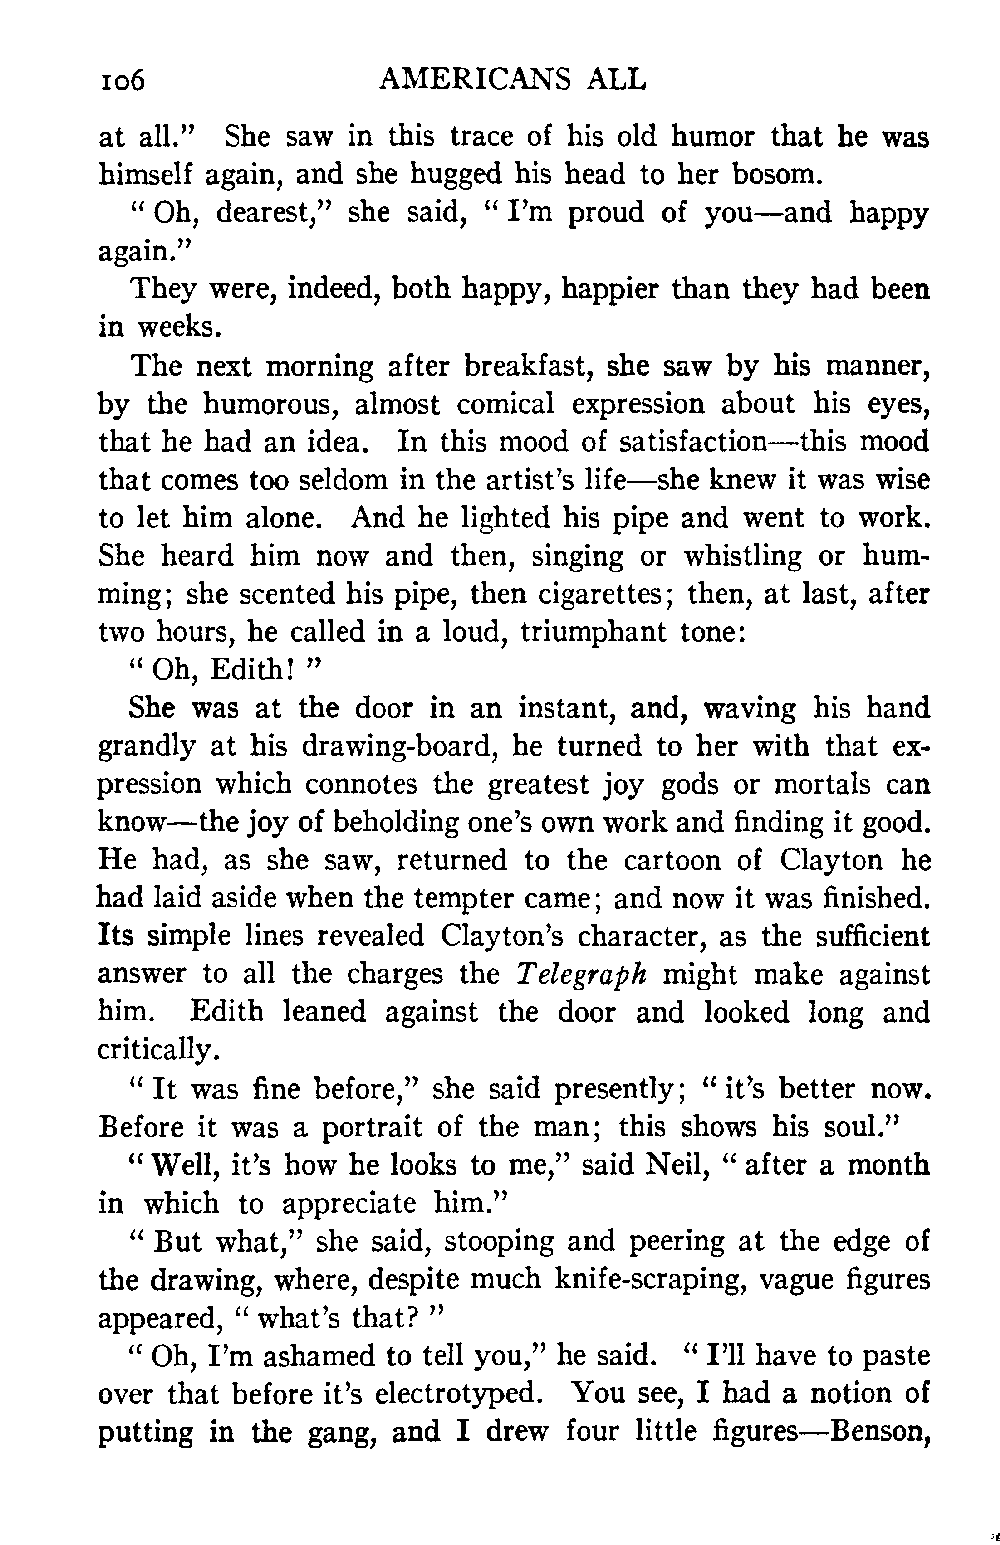 106 AMERICANS ALL
at all.” She saw in this trace of his old humor that he was
himself again, and she hugged his head to her bosom.
“ Oh, dearest,” she said, “ I’m proud of you—and happy
again.”
They were, indeed, both happy, happier than they had been
in weeks.
The next morning after breakfast, she saw by his manner,
by the humorous, almost comical expression about his eyes,
that he had an idea. In this mood of satisfaction—this mood
that comes too seldom in the artist’s life—she knew it was wise
to let him alone. And he lighted his pipe and went to work.
She heard him now and then, singing or whistling or hum-
ming; she scented his pipe, then cigarettes; then, at last, after
two hours, he called in a loud, triumphant tone:
“ Oh, Edith! ”
She was at the door in an instant, and, waving his hand
grandly at his drawing-board, he turned to her with that ex-
pression which connotes the greatest joy gods or mortals can
know—the joy of beholding one’s own work and finding it good.
He had, as she saw, returned to the cartoon of Clayton he
had laid aside when the tempter came; and now it was finished.
Its simple lines revealed Clayton’s character, as the sufficient
answer to all the charges the Telegraph might make against
him. Edith leaned against the door and looked long and
critically.
“ It was fine before,” she said presently; “ it’s better now.
Before it was a portrait of the man; this shows his soul.”
“ Well, it’s how he looks to me,” said Neil, “ after a month
in which to appreciate him.”
“ But what,” she said, stooping and peering at the edge of
the drawing, where, despite much knife-scraping, vague figures
appeared, “ what’s that? ”
“ Oh, I’m ashamed to tell you,” he said. “ I’ll have to paste
over that before it’s electrotyped. You see, I had a notion of
putting in the gang, and I drew four little figures—Benson,